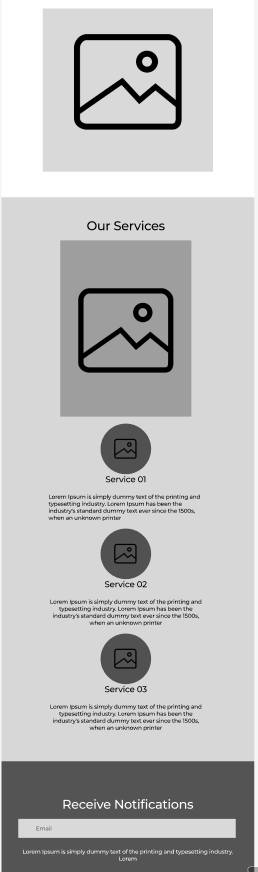 Our Services
Service 01
Lorem Ipsum is simply dummy text of the printing and
typesetting industry. Lorem Ipsum has been the
industry's standard dummy text ever since the 1500s,
when an unknown printer
Service 02
Lorem Ipsum is simply dummy text of the printing and
typesetting industry. Lorem Ipsum has been the
industry's standard dummy text ever since the 1500s,
when an unknown printer
Service 03
Lorem Ipsum is simply dummy text of the printing and
typesetting industry. Lorem Ipsum has been the
industry's standard dummy text ever since the 1500s,
when an unknown printer
Receive Notifications
Email
Lorem Ipsum is simply dummy text of the printing and typesetting industry.
Lorem